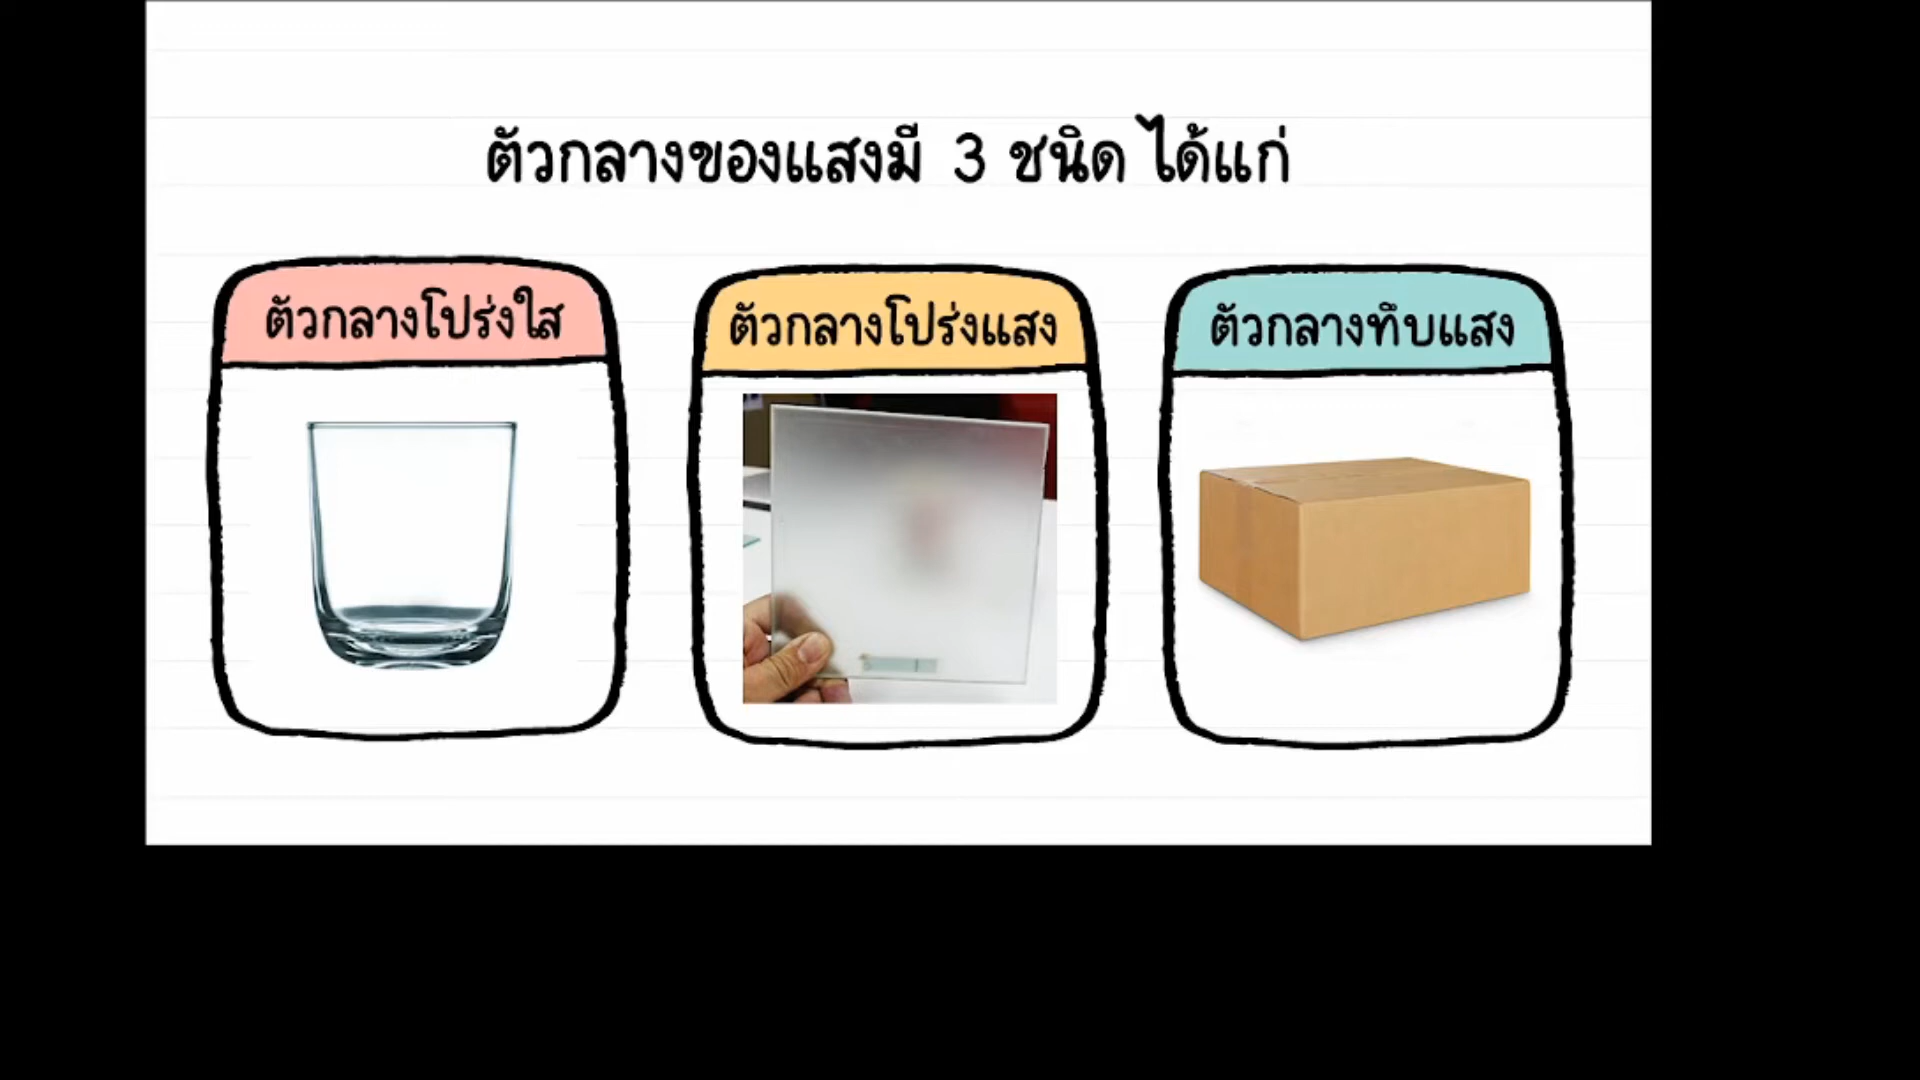 ตัวกลางของแสงมี 3 ชนิด ได้แก่
ตัวกลางโปร่งใส
ตัวกลางโปร่งแสง
ตัวกลางทึบแสง